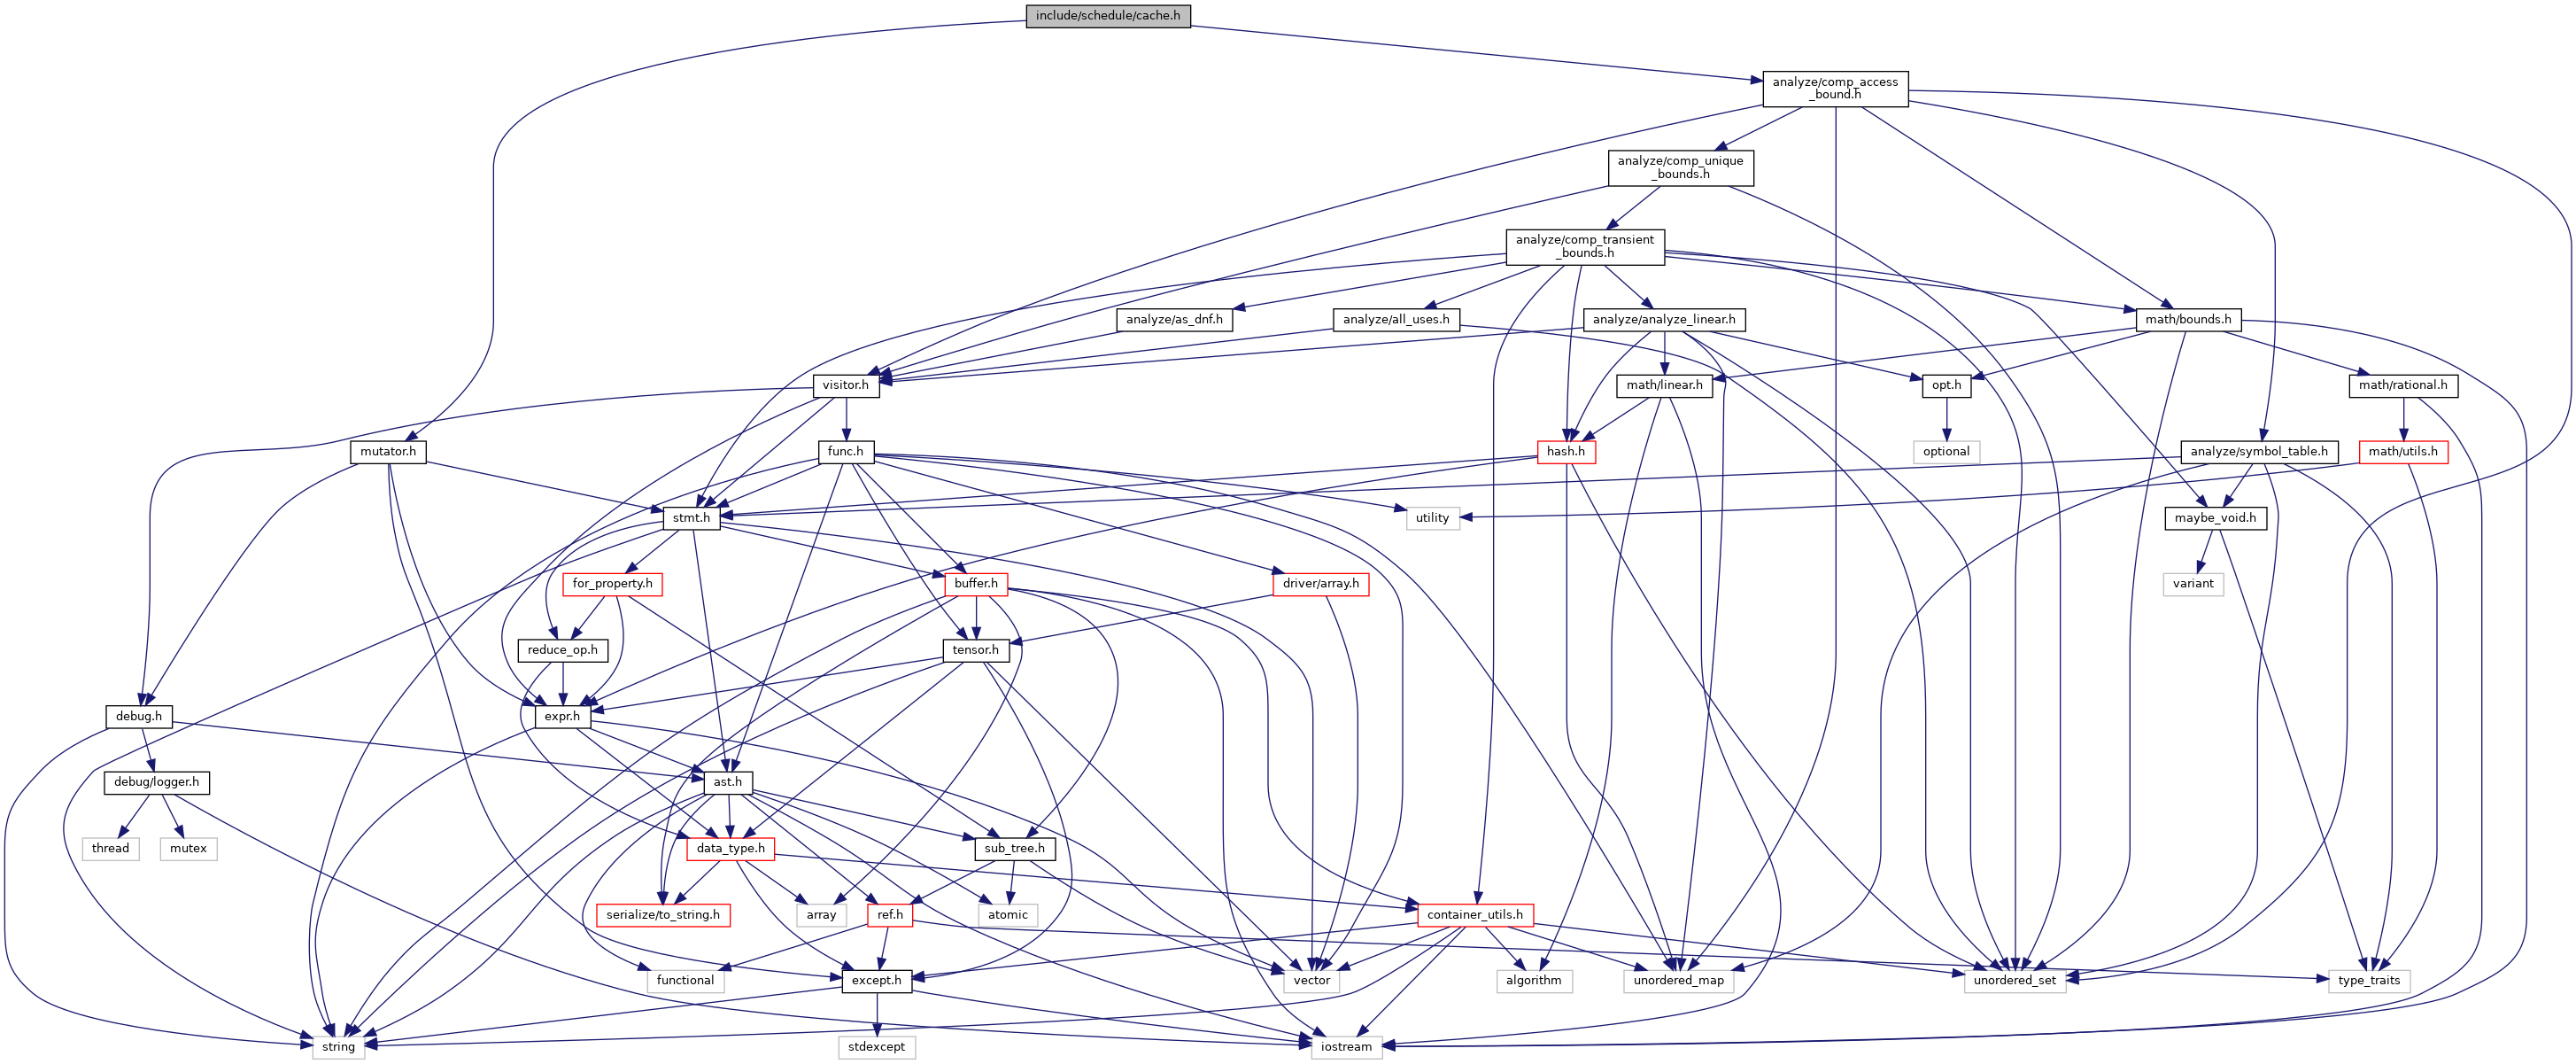 include/schedule/cache.h
analyze/comp_access
_bound.h
analyze/comp_unique
_bounds.h
analyze/comp_transient
_bounds.h
analyze/as_dnf.h
analyze/all_uses.h
analyze/analyze_linear.h
math/bounds.h
visitor.h
math/linear.h
opt.h
math/rational.h
mutator.h
func.h
hash.h
optional
analyze/symbol_table.h
math/utils.h
stmt.h
utility
maybe_void.h
for_property.h
buffer.h
driver/array.h
variant
reduce_op.h
tensor.h
debug.h
expr.h
debug/logger.h
ast.h
thread
mutex
data_type.h
sub_tree.h
serialize/to_string.h
array
ref.h
atomic
container_utils.h
functional
except.h
vector
algorithm
unordered_map
unordered_set
type_traits
string
stdexcept
iostream